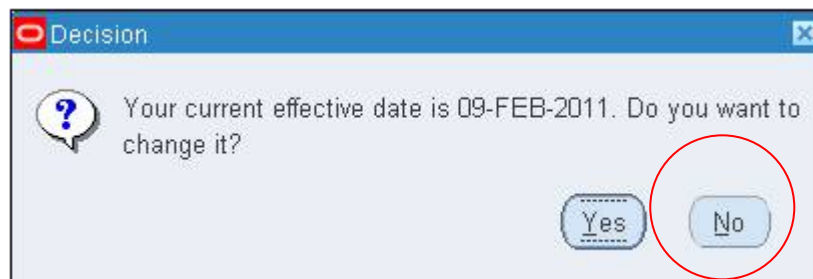 Decision
Your current effective date is 09-FEB-2011. Do you want to
change it?
Yes No